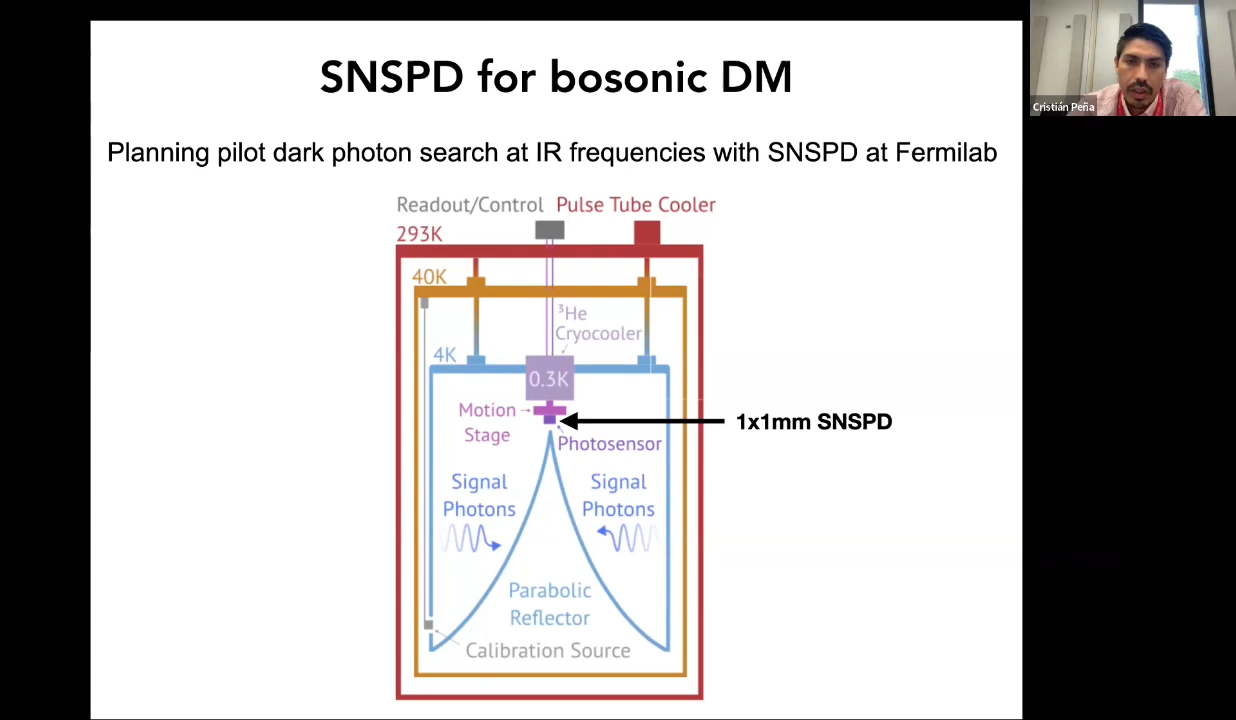 SNSPD for bosonic DM
Cristián Peña
Planning pilot dark photon search at IR frequencies with SNSPD at Fermilab
Readout/Control
Pulse Tube Cooler
293K
40K
³He
Cryocooler
4K
0.3K
Motion
Stage
1x1mm SNSPD
Photosensor
Signal
Photons
Signal
Photons
Parabolic
Reflector
Calibration Source